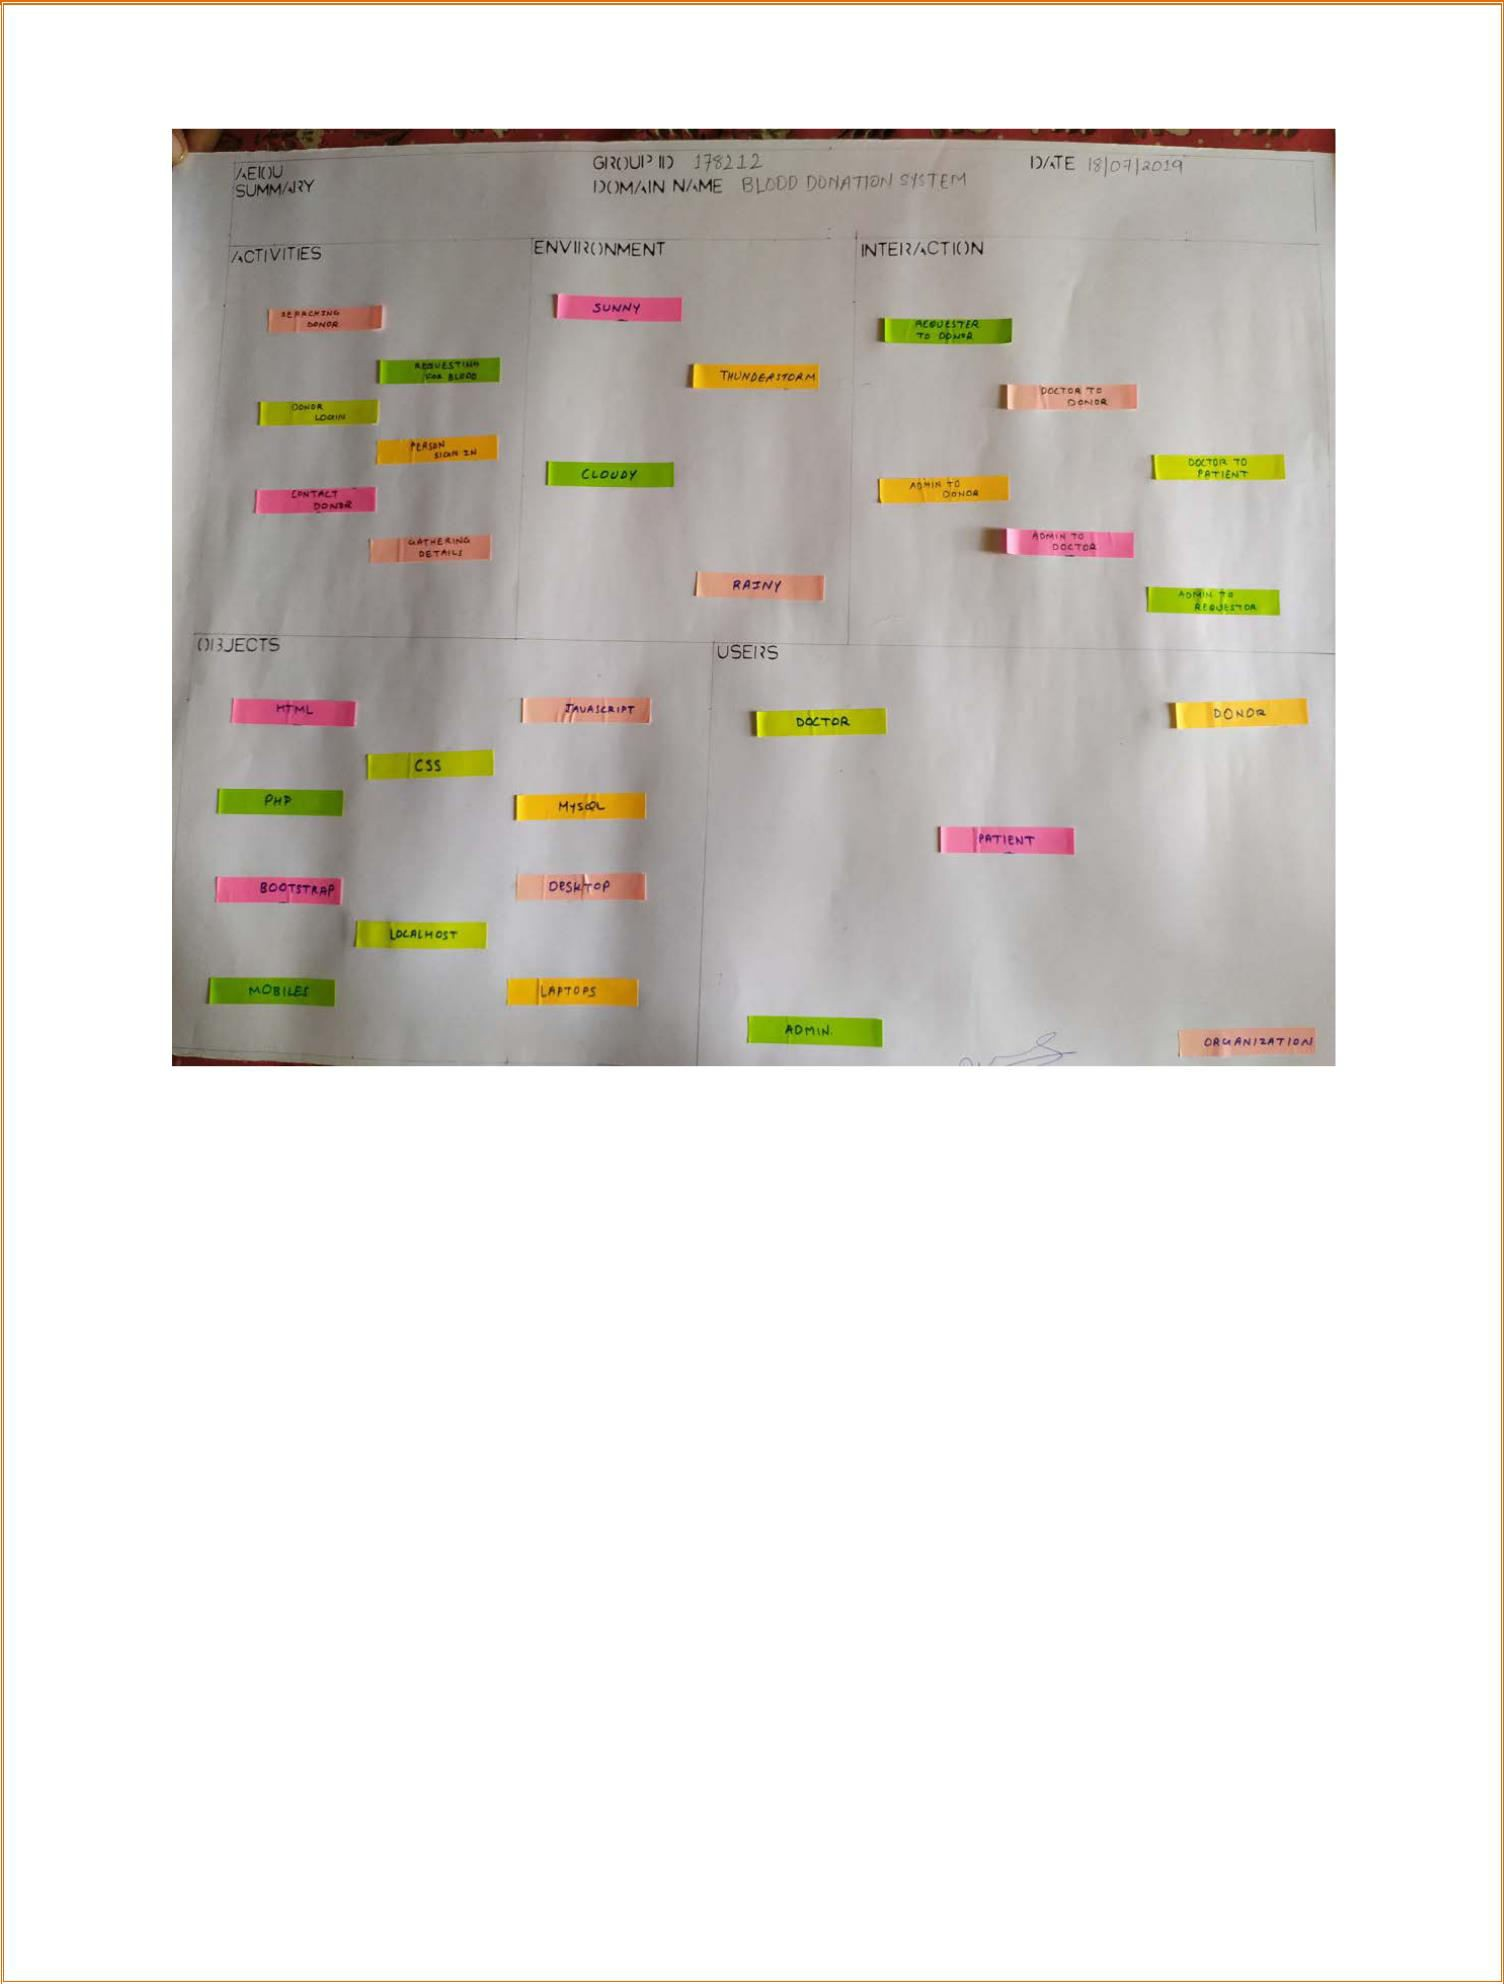 AEIOU
SUMMARY
GROUP ID 178212
DOMAIN NAME BLOOD DONATION SYSTEM
DATE 18/07/2019
ACTIVITIES
SEARCHING
DONOR
REQUESTING
FOR BLOOD
DONOR
LOGIN
PERSON
SIGN IN
CONTACT
DONOR
GATHERING
DETAILS
ENVIRONMENT
SUNNY
THUNDERSTORM
CLOUDY
RAINY
INTERACTION
REQUESTER
TO DONOR
DOCTOR TO
DONOR
DOCTOR TO
PATIENT
ADMIN TO
DONOR
ADMIN TO
DOCTOR
ADMIN TO
REQUESTOR
OBJECTS
HTML
JAVASCRIPT
CSS
PHP
MYSQL
BOOTSTRAP
DESKTOP
LOCALHOST
MOBILES
LAPTOPS
USERS
DOCTOR
DONOR
PATIENT
ADMIN.
ORGANIZATION